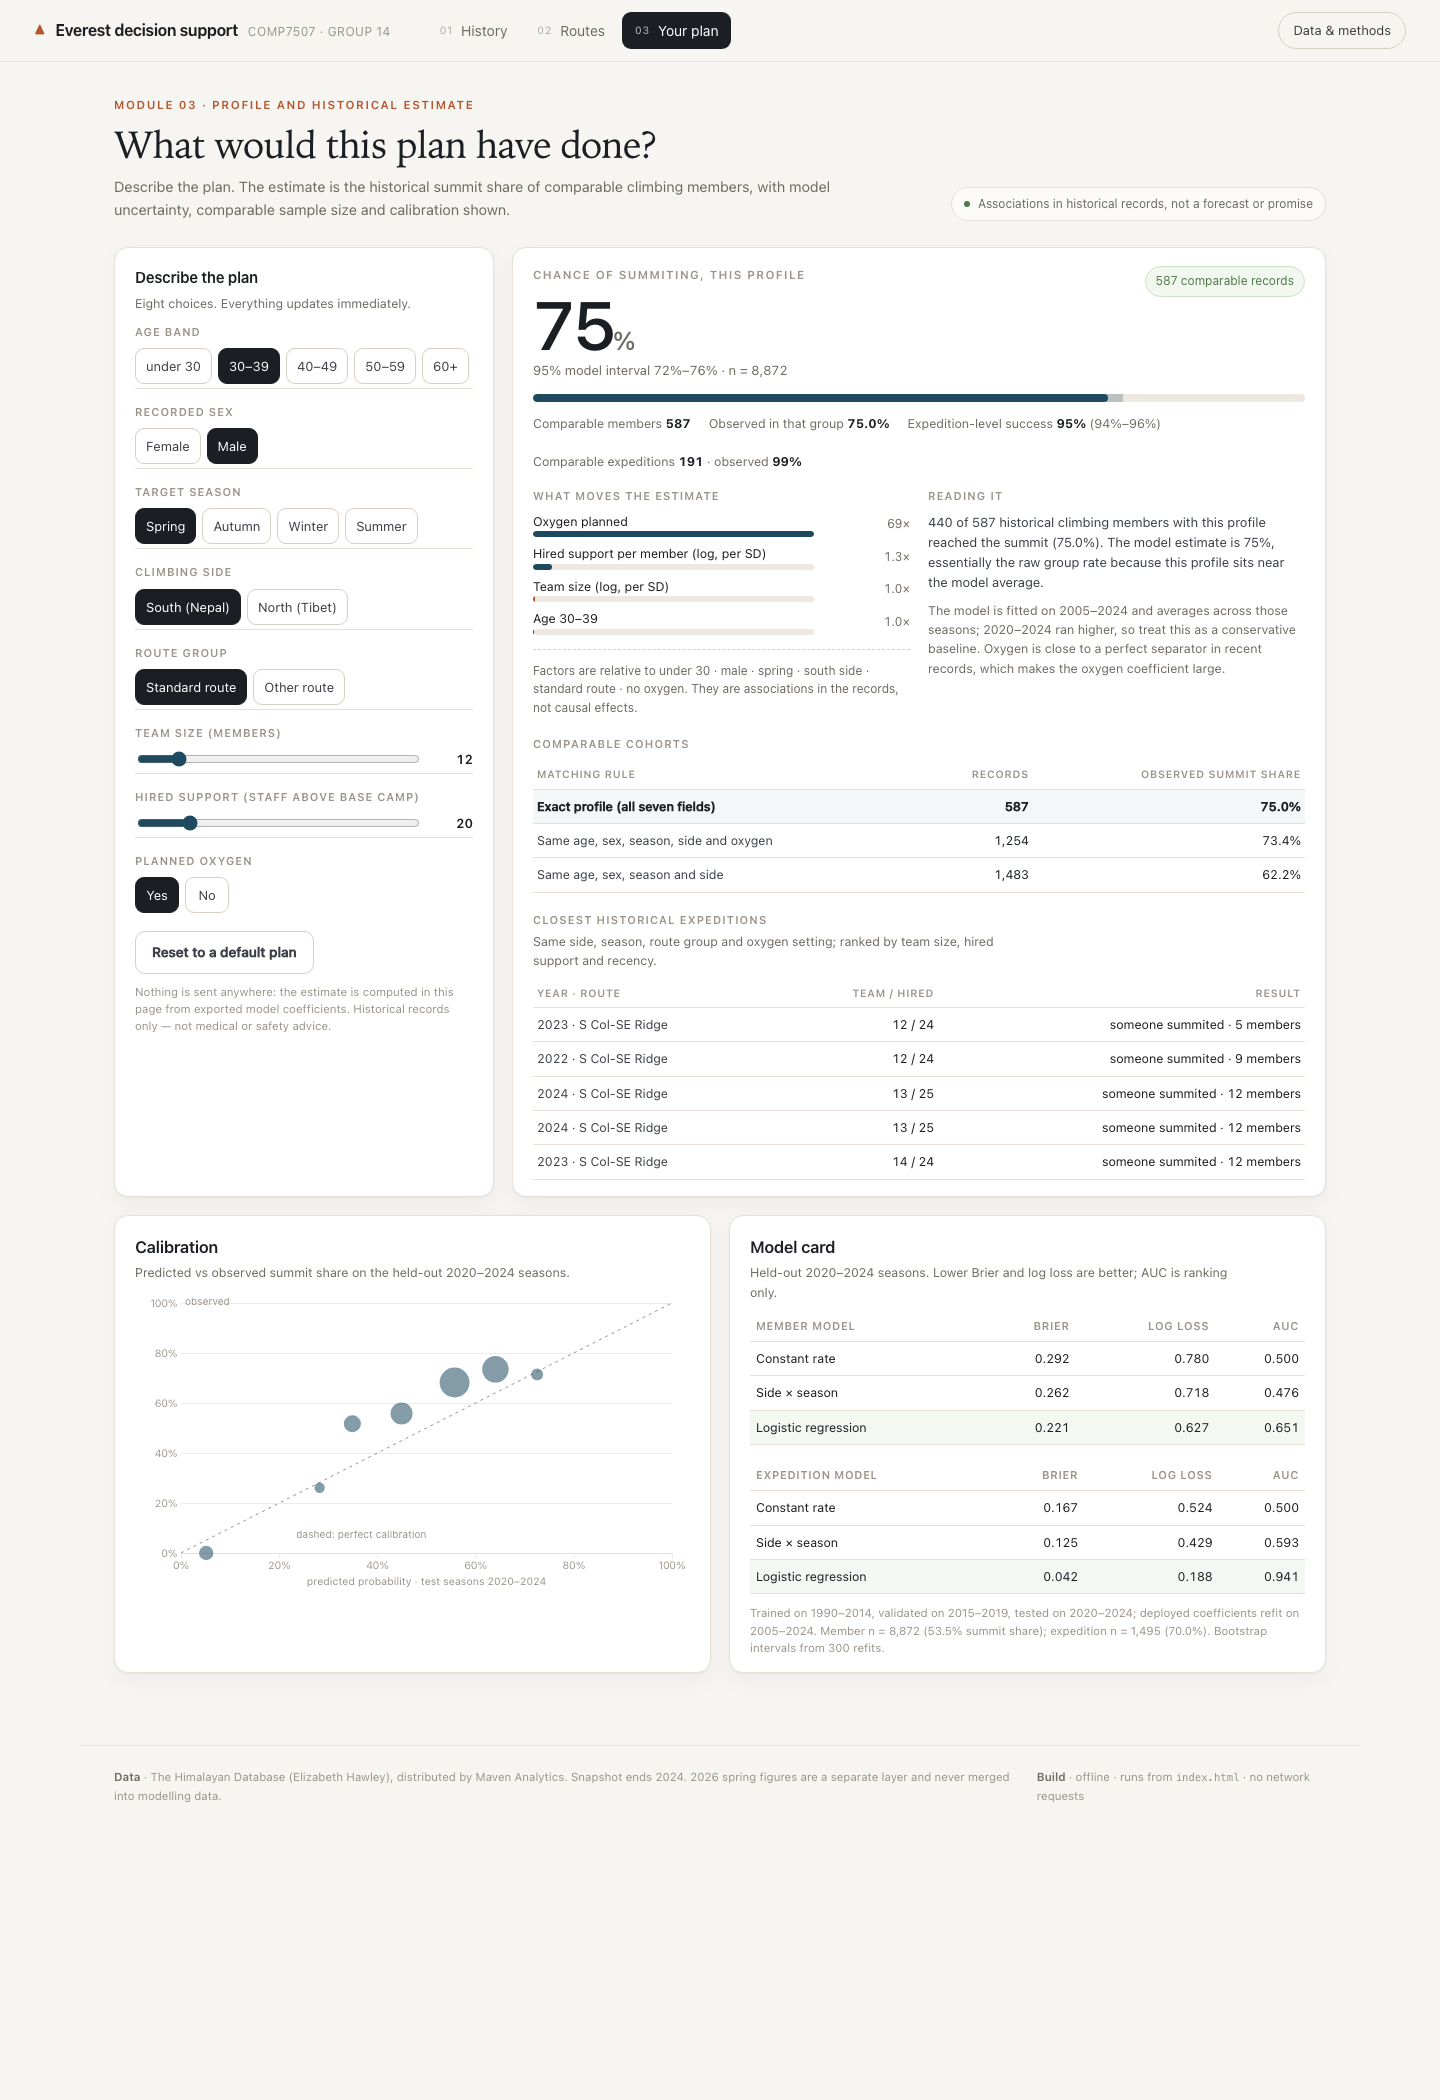 ▲ Everest decision support COMP7507 · GROUP 14 01 History 02 Routes 03 Your plan Data & methods
MODULE 03 · PROFILE AND HISTORICAL ESTIMATE
What would this plan have done?
Describe the plan. The estimate is the historical summit share of comparable climbing members, with model
uncertainty, comparable sample size and calibration shown.
Associations in historical records, not a forecast or promise
Describe the plan
Eight choices. Everything updates immediately.
AGE BAND
under 30 30–39 40–49 50–59 60+
RECORDED SEX
Female Male
TARGET SEASON
Spring Autumn Winter Summer
CLIMBING SIDE
South (Nepal) North (Tibet)
ROUTE GROUP
Standard route Other route
TEAM SIZE (MEMBERS)
12
HIRED SUPPORT (STAFF ABOVE BASE CAMP)
20
PLANNED OXYGEN
Yes No
Reset to a default plan
Nothing is sent anywhere: the estimate is computed in this
page from exported model coefficients. Historical records
only — not medical or safety advice.
CHANCE OF SUMMITING, THIS PROFILE
587 comparable records
75%
95% model interval 72%–76% · n = 8,872
Comparable members 587 Observed in that group 75.0% Expedition-level success 95% (94%–96%)
Comparable expeditions 191 · observed 99%
WHAT MOVES THE ESTIMATE
Oxygen planned 69×
Hired support per member (log, per SD) 1.3×
Team size (log, per SD) 1.0×
Age 30–39 1.0×
Factors are relative to under 30 · male · spring · south side ·
standard route · no oxygen. They are associations in the records,
not causal effects.
READING IT
440 of 587 historical climbing members with this profile
reached the summit (75.0%). The model estimate is 75%,
essentially the raw group rate because this profile sits near
the model average.
The model is fitted on 2005–2024 and averages across those
seasons; 2020–2024 ran higher, so treat this as a conservative
baseline. Oxygen is close to a perfect separator in recent
records, which makes the oxygen coefficient large.
COMPARABLE COHORTS
MATCHING RULE RECORDS OBSERVED SUMMIT SHARE
Exact profile (all seven fields) 587 75.0%
Same age, sex, season, side and oxygen 1,254 73.4%
Same age, sex, season and side 1,483 62.2%
CLOSEST HISTORICAL EXPEDITIONS
Same side, season, route group and oxygen setting; ranked by team size, hired
support and recency.
YEAR · ROUTE TEAM / HIRED RESULT
2023 · S Col-SE Ridge 12 / 24 someone summited · 5 members
2022 · S Col-SE Ridge 12 / 24 someone summited · 9 members
2024 · S Col-SE Ridge 13 / 25 someone summited · 12 members
2024 · S Col-SE Ridge 13 / 25 someone summited · 12 members
2023 · S Col-SE Ridge 14 / 24 someone summited · 12 members
Calibration
Predicted vs observed summit share on the held-out 2020–2024 seasons.
100% observed
80%
60%
40%
20%
dashed: perfect calibration
0%
0% 20% 40% 60% 80% 100%
predicted probability · test seasons 2020–2024
Model card
Held-out 2020–2024 seasons. Lower Brier and log loss are better; AUC is ranking
only.
MEMBER MODEL BRIER LOG LOSS AUC
Constant rate 0.292 0.780 0.500
Side × season 0.262 0.718 0.476
Logistic regression 0.221 0.627 0.651
EXPEDITION MODEL BRIER LOG LOSS AUC
Constant rate 0.167 0.524 0.500
Side × season 0.125 0.429 0.593
Logistic regression 0.042 0.188 0.941
Trained on 1990–2014, validated on 2015–2019, tested on 2020–2024; deployed coefficients refit on
2005–2024. Member n = 8,872 (53.5% summit share); expedition n = 1,495 (70.0%). Bootstrap
intervals from 300 refits.
Data · The Himalayan Database (Elizabeth Hawley), distributed by Maven Analytics. Snapshot ends 2024. 2026 spring figures are a separate layer and never merged
into modelling data.
Build · offline · runs from index.html · no network
requests